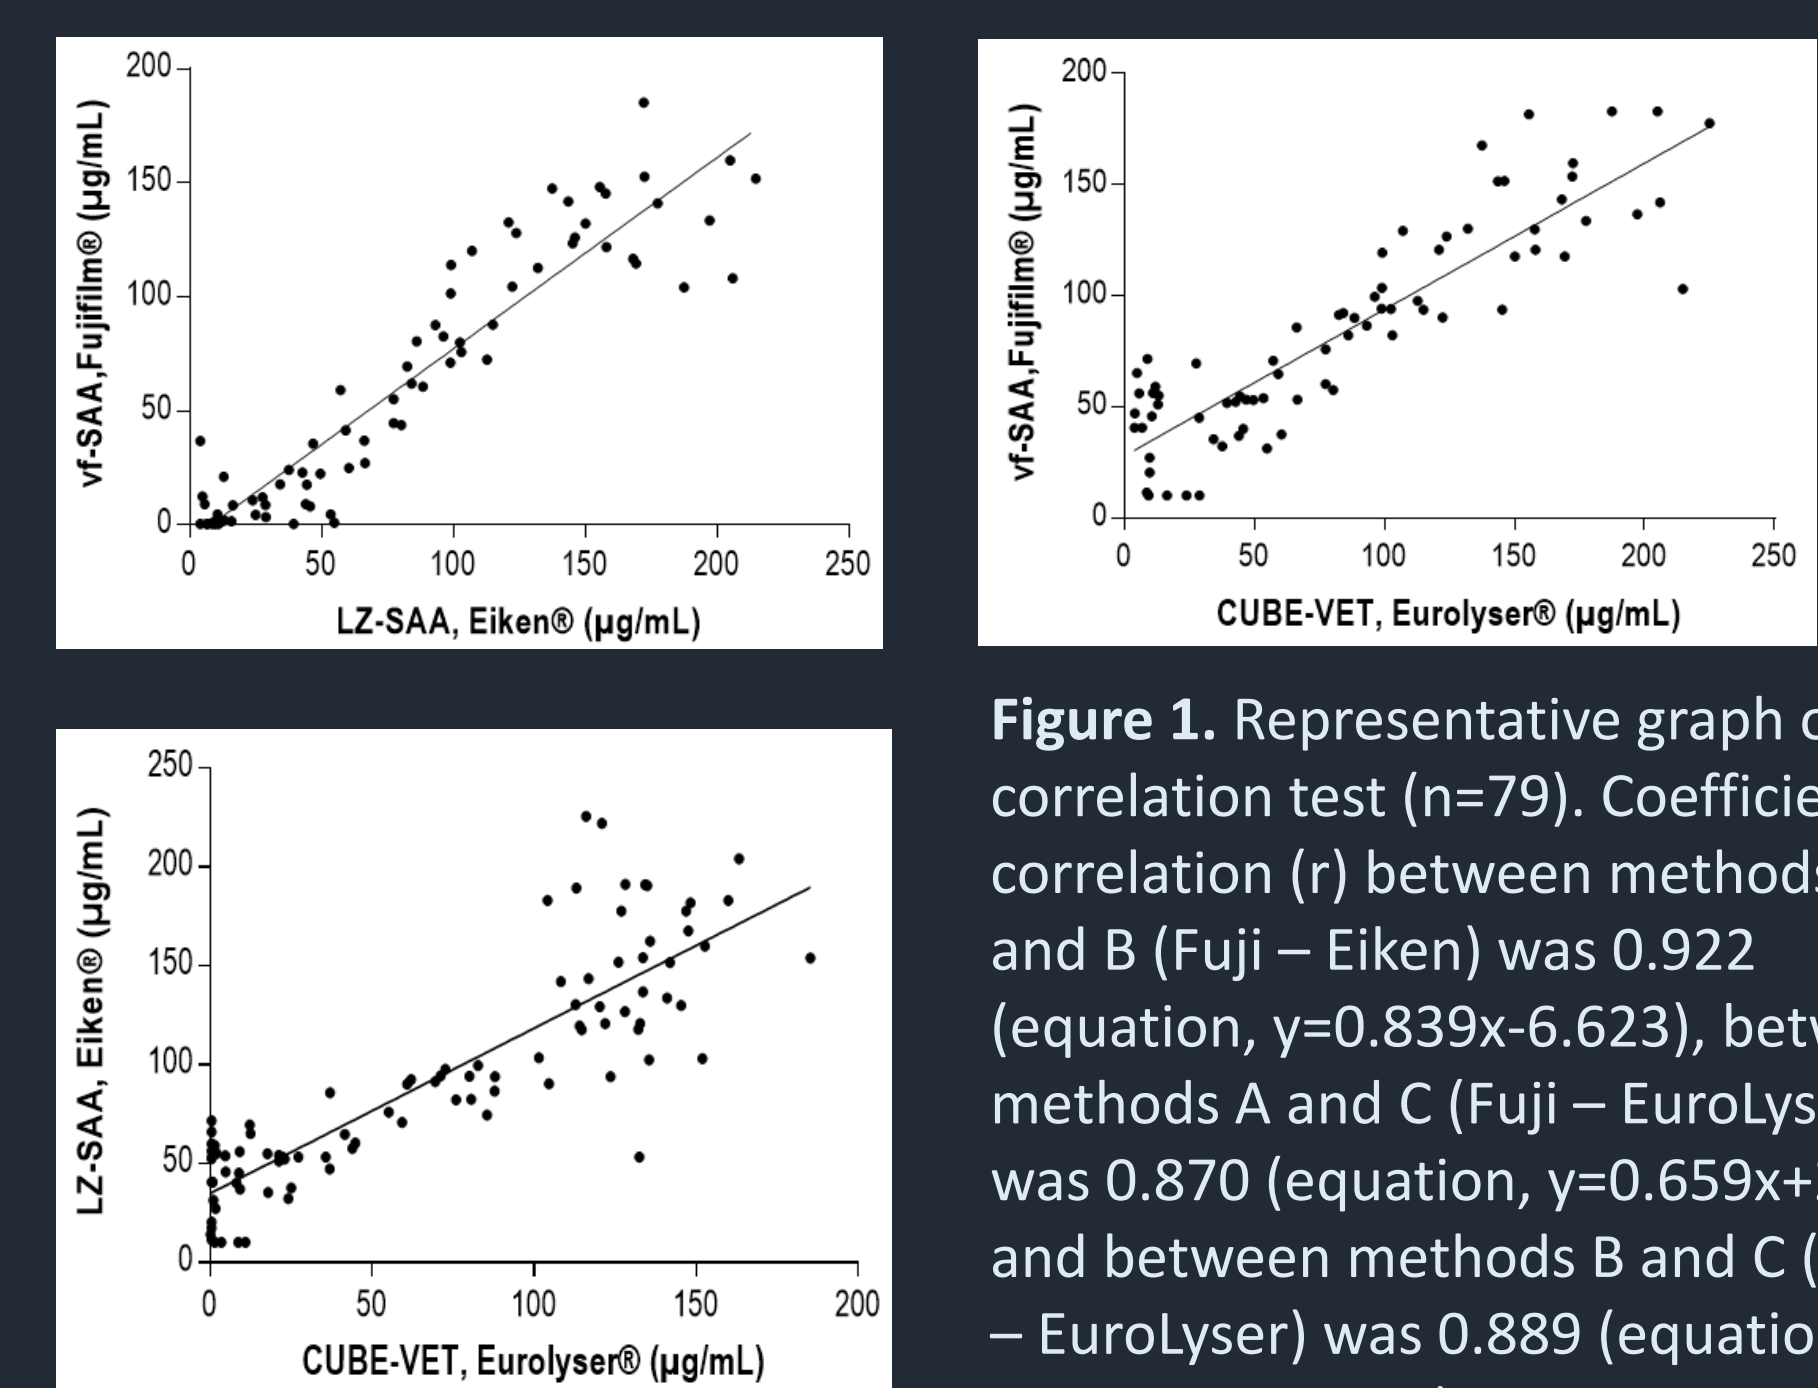 200
150
100
50
0
vf-SAA,Fujifilm® (µg/mL)
0 50 100 150 200 250
LZ-SAA, Eiken® (µg/mL)
200
150
100
50
0
vf-SAA,Fujifilm® (µg/mL)
0 50 100 150 200 250
CUBE-VET, Eurolyser® (µg/mL)
250
200
150
100
50
0
LZ-SAA, Eiken® (µg/mL)
0 50 100 150 200
CUBE-VET, Eurolyser® (µg/mL)
Figure 1. Representative graph
correlation test (n=79).
correlation (r) between methods
and B (Fuji – Eiken) was 0.922
(equation, y=0.839x-6.623),
methods A and C (Fuji –
was 0.870 (equation, y=0.659x+
and between methods B and C (
– EuroLyser) was 0.889